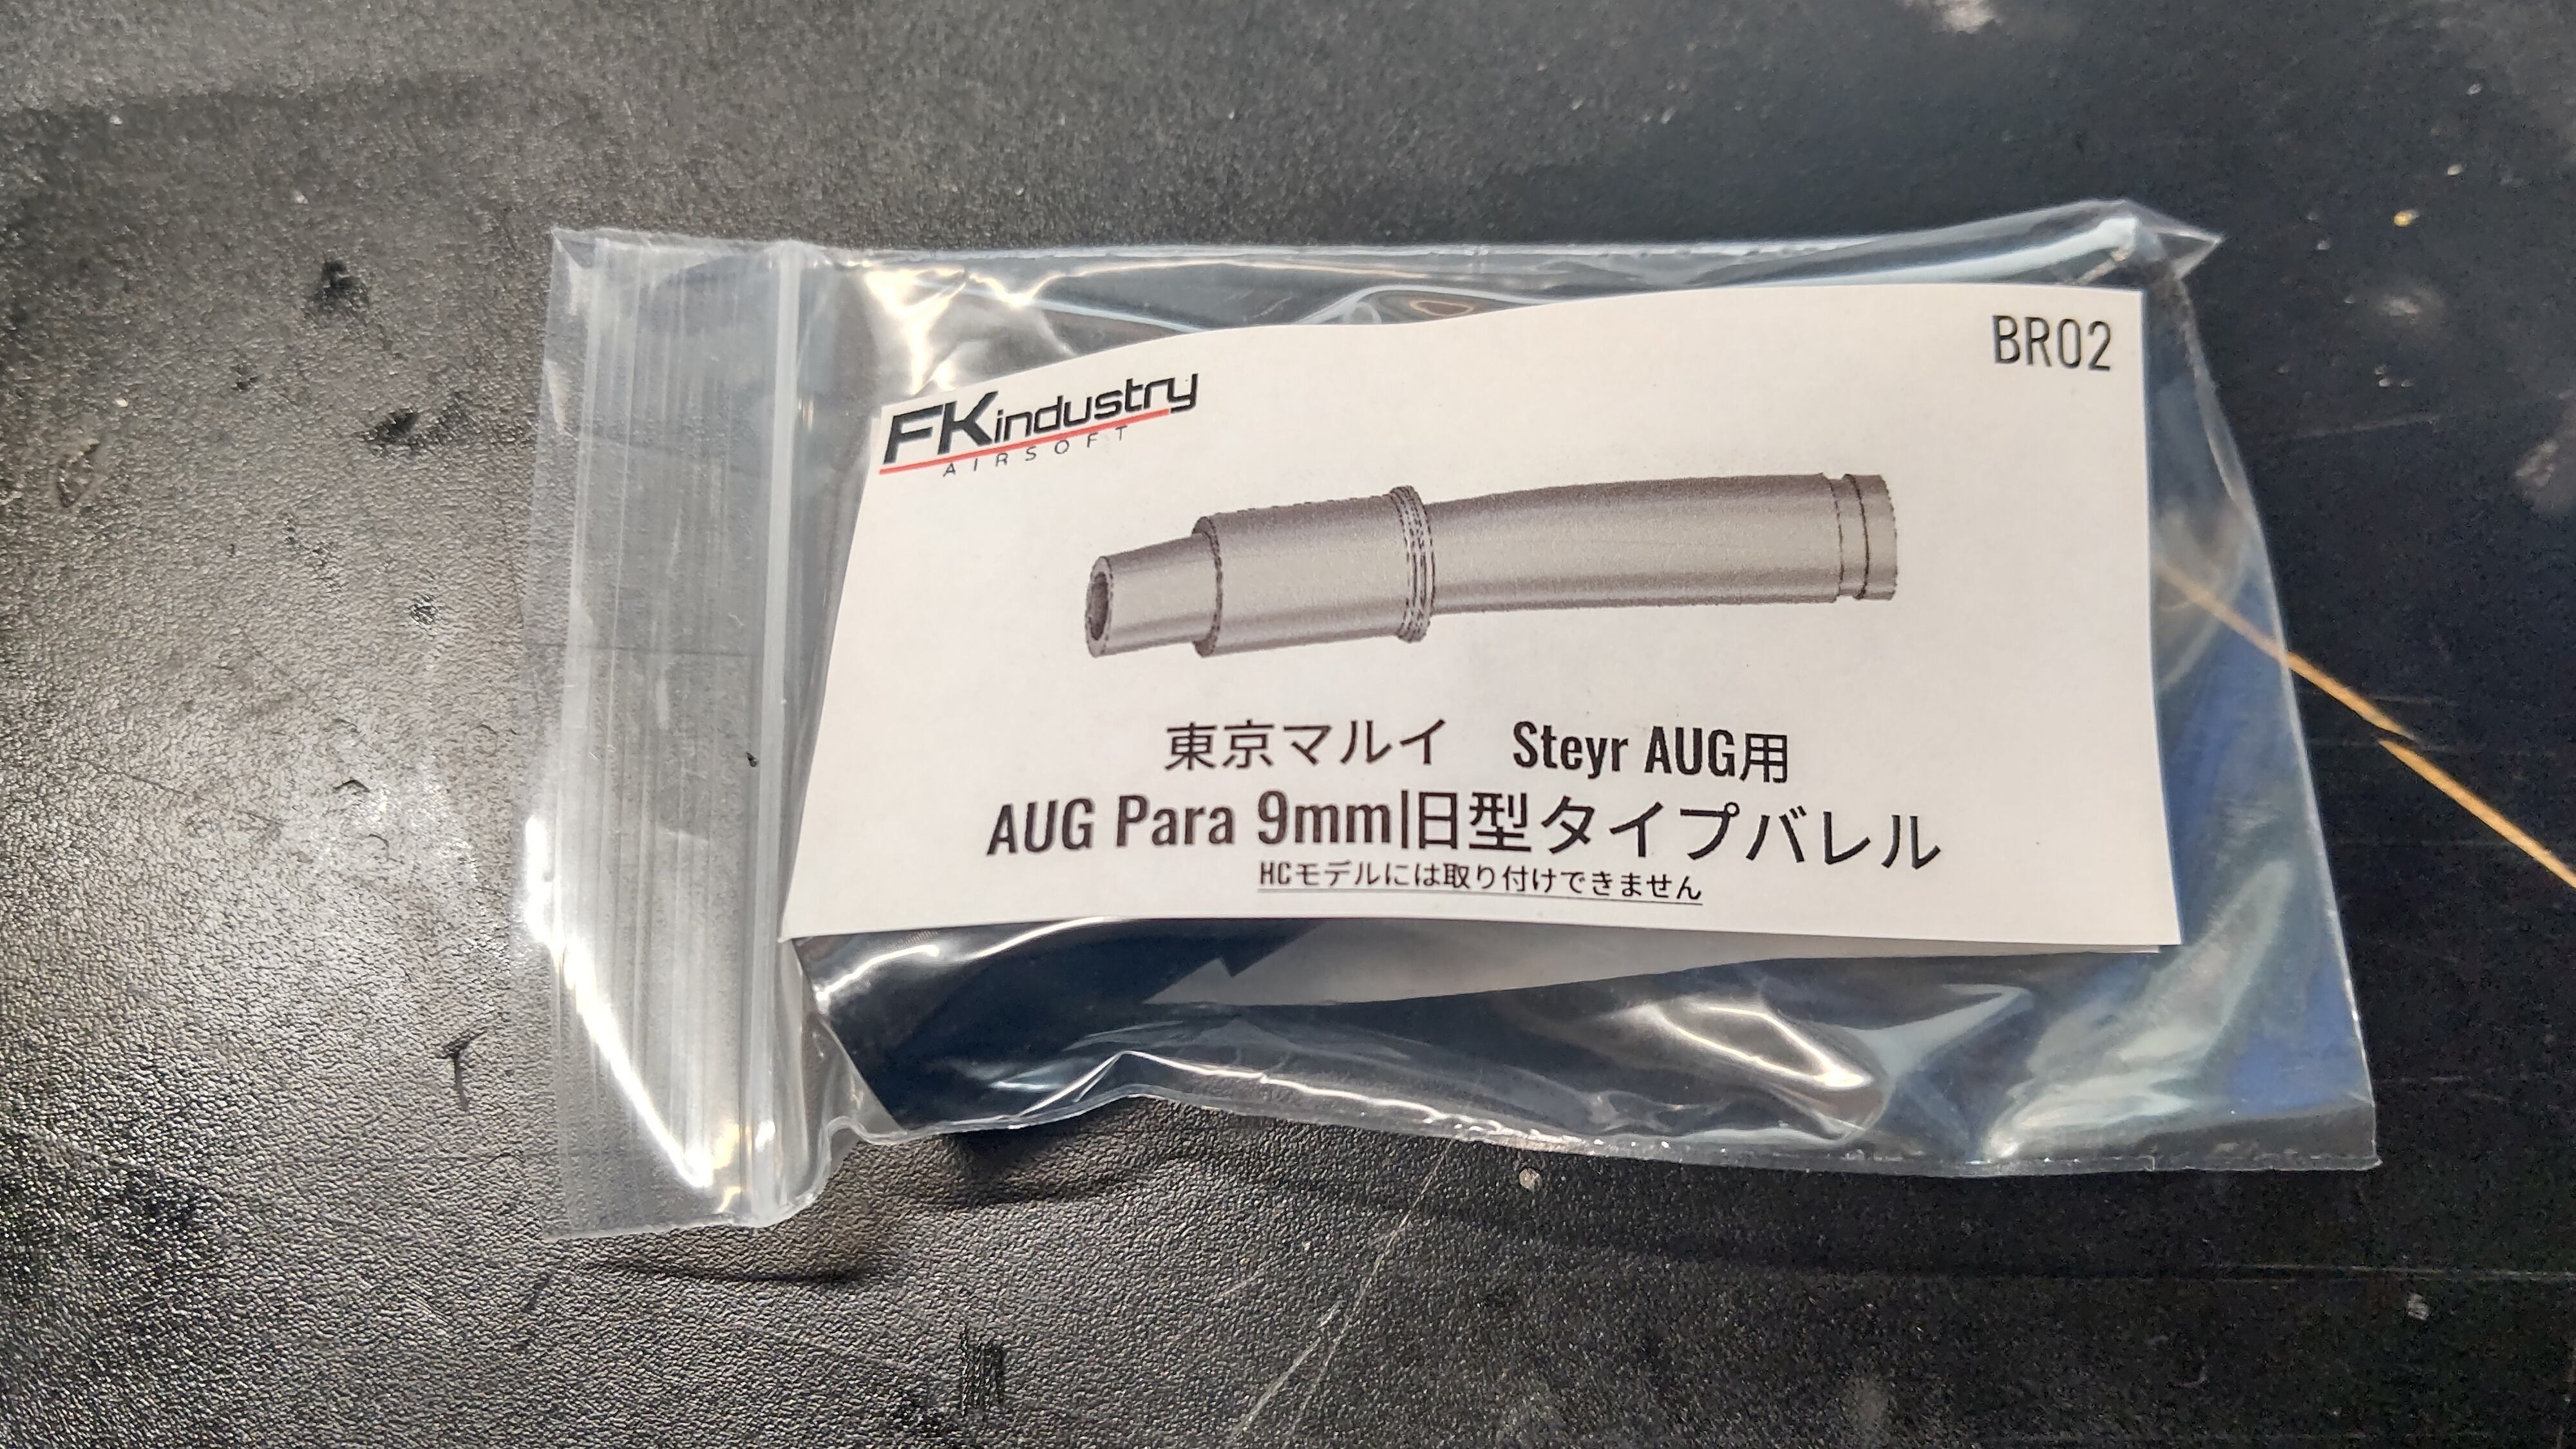 BR02
FKindustry
AIRSOFT
東京マルイ　Steyr AUG用
AUG Para 9mm旧型タイプバレル
HCモデルには取り付けできません